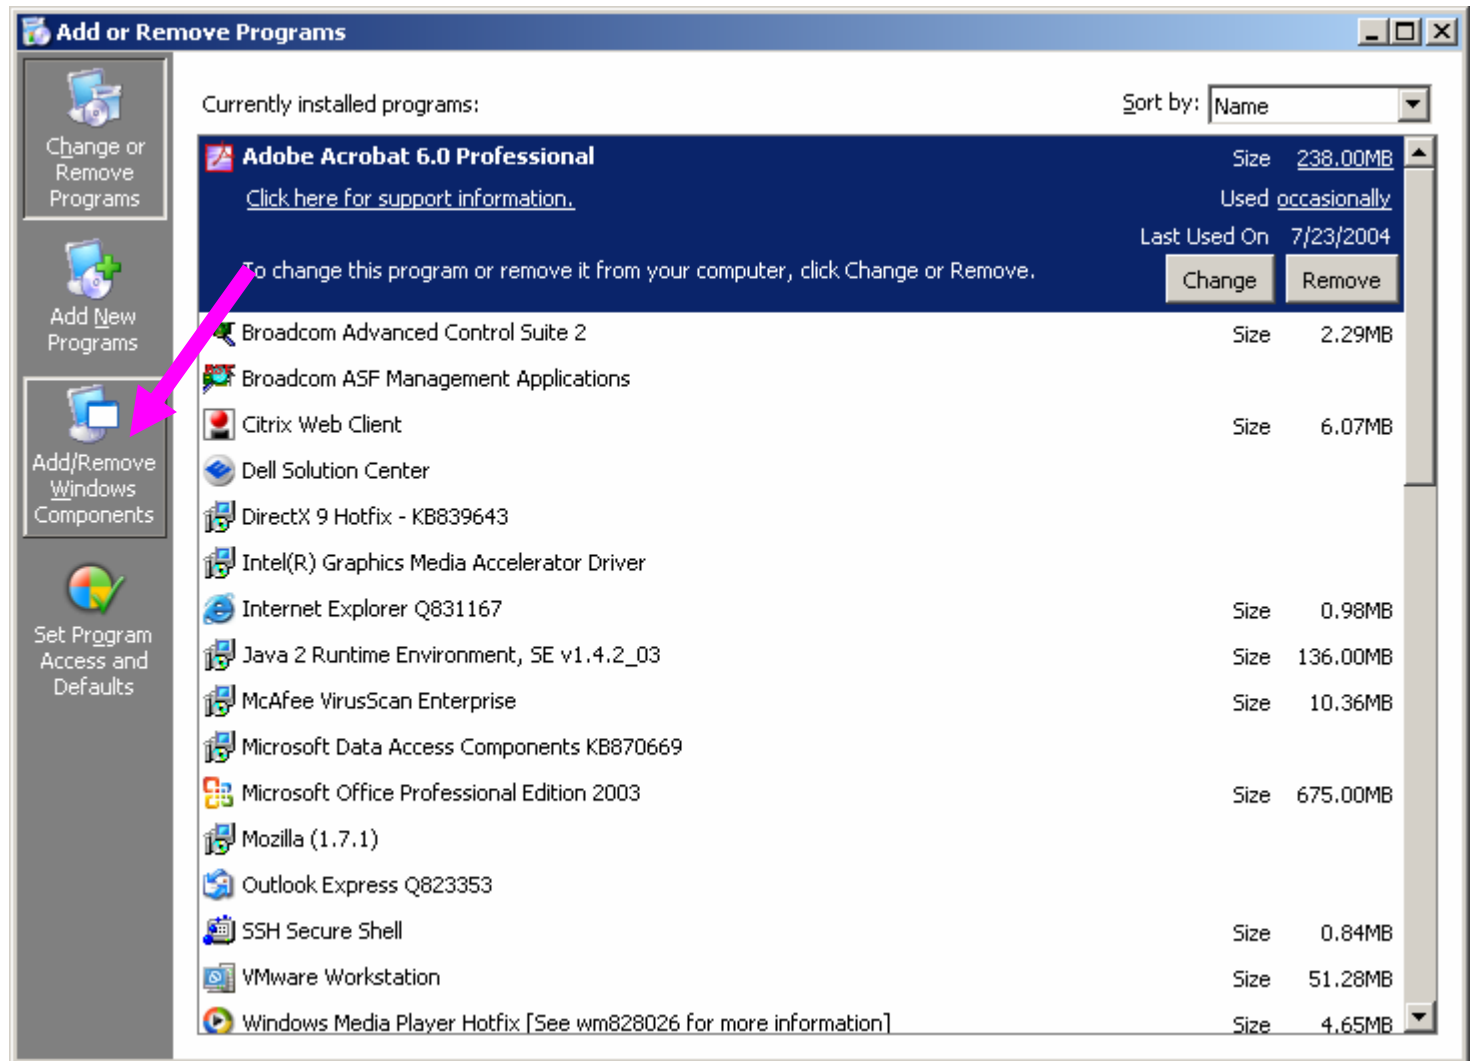 Add or Remove Programs
Change or
Remove
Programs
Add New
Programs
Add/Remove
Windows
Components
Set Program
Access and
Defaults
Currently installed programs:
Sort by: Name
Adobe Acrobat 6.0 Professional Size 238.00MB
Click here for support information. Used occasionally
Last Used On 7/23/2004
To change this program or remove it from your computer, click Change or Remove.
Change Remove
Broadcom Advanced Control Suite 2 Size 2.29MB
Broadcom ASF Management Applications
Citrix Web Client Size 6.07MB
Dell Solution Center
DirectX 9 Hotfix - KB839643
Intel(R) Graphics Media Accelerator Driver
Internet Explorer Q831167 Size 0.98MB
Java 2 Runtime Environment, SE v1.4.2_03 Size 136.00MB
McAfee VirusScan Enterprise Size 10.36MB
Microsoft Data Access Components KB870669
Microsoft Office Professional Edition 2003 Size 675.00MB
Mozilla (1.7.1)
Outlook Express Q823353
SSH Secure Shell Size 0.84MB
VMware Workstation Size 51.28MB
Windows Media Player Hotfix [See wm828026 for more information] Size 4.65MB